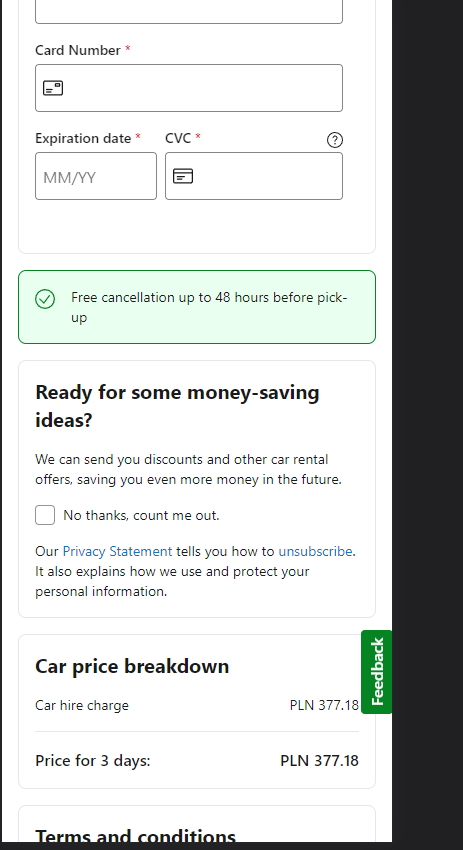 Card Number *
Expiration date * CVC *
MM/YY
Free cancellation up to 48 hours before pick-
up
Ready for some money-saving
ideas?
We can send you discounts and other car rental
offers, saving you even more money in the future.
No thanks, count me out.
Our Privacy Statement tells you how to unsubscribe.
It also explains how we use and protect your
personal information.
Feedback
Car price breakdown
Car hire charge PLN 377.18
Price for 3 days: PLN 377.18
Terms and conditions